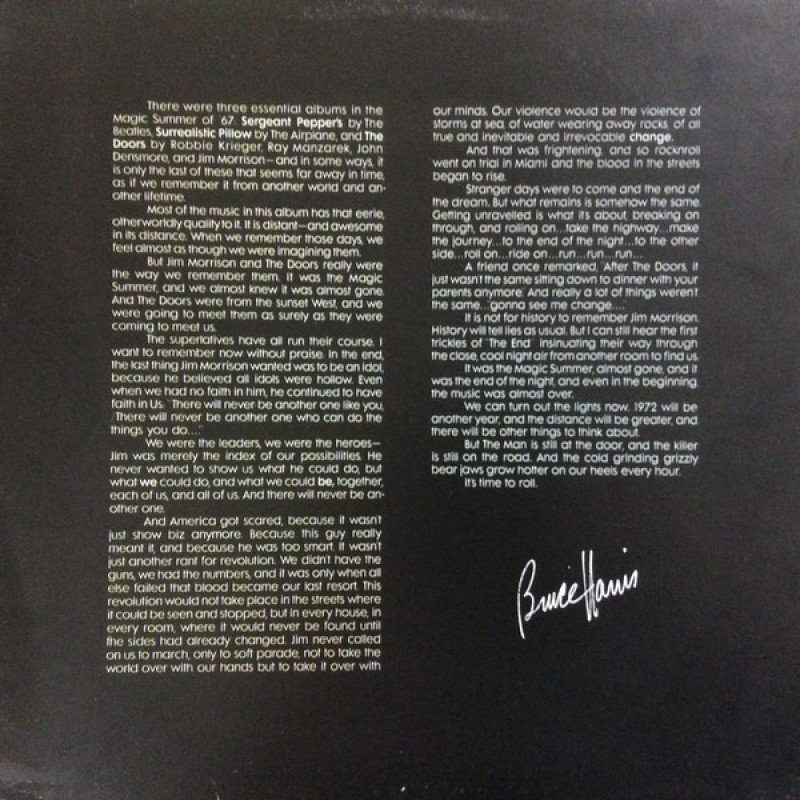 There were three essential albums in the
Magic Summer of '67: Sergeant Pepper's by The
Beatles, Surrealistic Pillow by The Airplane, and The
Doors by Robbie Krieger, Ray Manzarek, John
Densmore, and Jim Morrison—and in some ways, it
is only the last of these that seems far away in time,
as if we remember it from another world and an-
other lifetime.
Most of the music in this album has that eerie,
otherworldly quality to it. It is distant—and awesome
in its distance. When we remember those days, we
feel almost as though we were imagining them.
But Jim Morrison and The Doors really were
the way we remember them. It was the Magic
Summer, and we almost knew it was almost gone.
And The Doors were from the sunset West, and we
were going to meet them as surely as they were
coming to meet us.
The superlatives have all run their course. I
want to remember now without praise. In the end,
the last thing Jim Morrison wanted was to be an idol,
because he believed all idols were hollow. Even
when we had no faith in him, he continued to have
faith in Us. "There will never be another one like you,
There will never be another one who can do the
things you do...."
We were the leaders, we were the heroes—
Jim was merely the index of our possibilities. He
never wanted to show us what he could do, but
what we could do, and what we could be, together,
each of us, and all of us. And there will never be an-
other one.
And America got scared, because it wasn't
just show biz anymore. Because this guy really
meant it, and because he was too smart. It wasn't
just another rant for revolution. We didn't have the
guns, we had the numbers, and it was only when all
else failed that blood became our last resort. This
revolution would not take place in the streets where
it could be seen and stopped, but in every house, in
every room, where it would never be found until
the sides had already changed. Jim never called
on us to march, only to soft parade, not to take the
world over with our hands but to take it over with
our minds. Our violence would be the violence of
storms at sea, of water wearing away rocks, of all
true and inevitable and irrevocable change.
And that was frightening, and so rocknroll
went on trial in Miami and the blood in the streets
began to rise.
Stranger days were to come and the end of
the dream. But what remains is somehow the same.
Getting unravelled is what it's about, breaking on
through, and rolling on...take the highway...make
the journey...to the end of the night...to the other
side...roll on...ride on...run...run...run...
A friend once remarked, "After The Doors, it
just wasn't the same sitting down to dinner with your
parents anymore." And really a lot of things weren't
the same..."gonna see me change...."
It is not for history to remember Jim Morrison.
History will tell lies as usual. But I can still hear the first
trickles of "The End" insinuating their way through
the close, cool night air from another room to find us.
It was the Magic Summer, almost gone, and it
was the end of the night, and even in the beginning,
the music was almost over.
We can turn out the lights now. 1972 will be
another year, and the distance will be greater, and
there will be other things to think about.
But The Man is still at the door, and the killer
is still on the road. And the cold grinding grizzly
bear jaws grow hotter on our heels every hour.
It's time to roll.
Bruce Harris